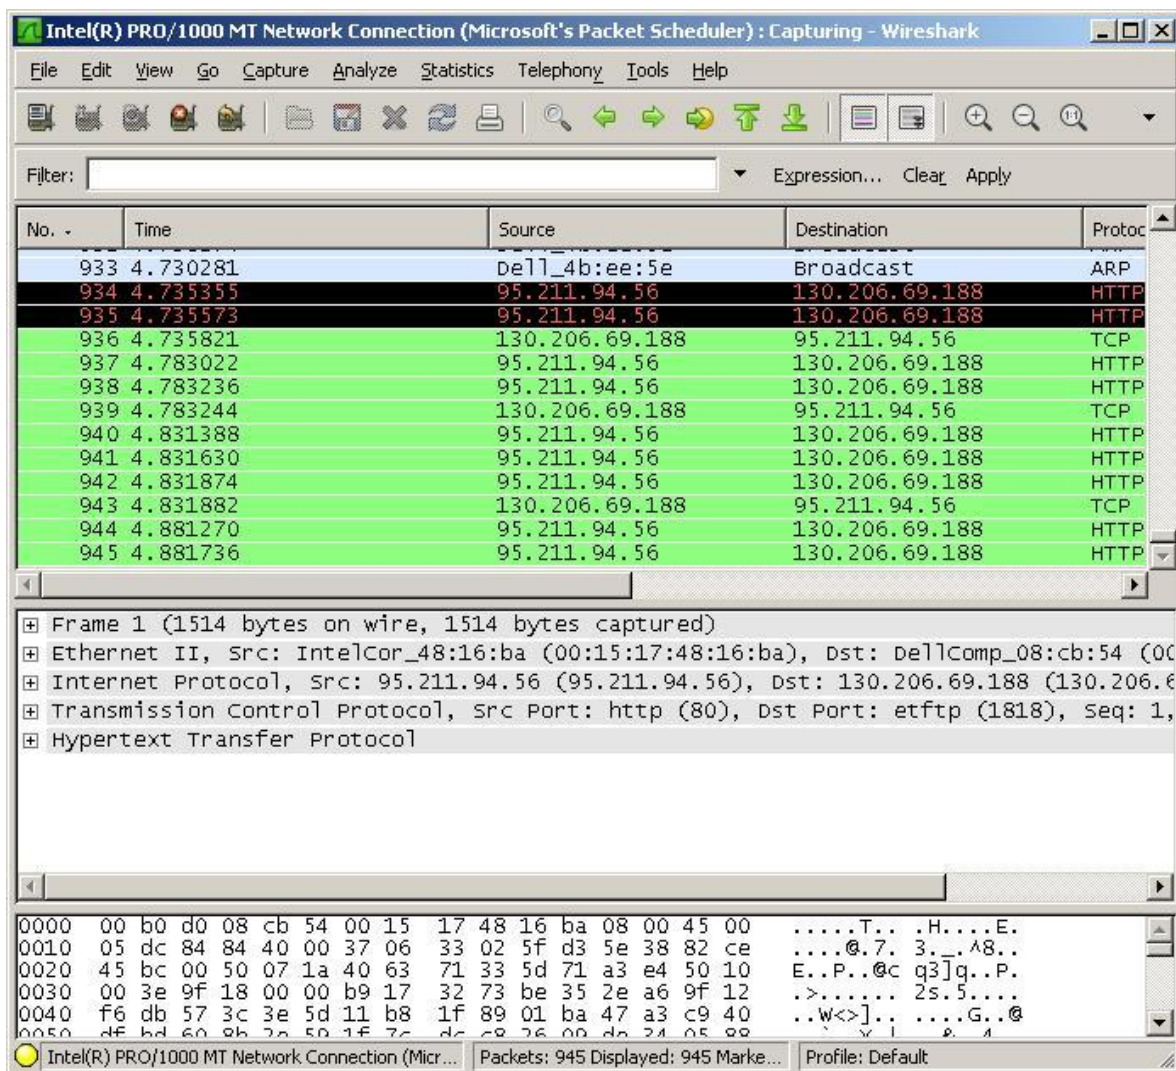 Intel(R) PRO/1000 MT Network Connection (Microsoft's Packet Scheduler) : Capturing - Wireshark
File Edit View Go Capture Analyze Statistics Telephony Tools Help
Filter: Expression... Clear Apply
No. Time Source Destination Protoc
933 4.730281 Dell_4b:ee:5e Broadcast ARP
934 4.735355 95.211.94.56 130.206.69.188 HTTP
935 4.735573 95.211.94.56 130.206.69.188 HTTP
936 4.735821 130.206.69.188 95.211.94.56 TCP
937 4.783022 95.211.94.56 130.206.69.188 HTTP
938 4.783236 95.211.94.56 130.206.69.188 HTTP
939 4.783244 130.206.69.188 95.211.94.56 TCP
940 4.831388 95.211.94.56 130.206.69.188 HTTP
941 4.831630 95.211.94.56 130.206.69.188 HTTP
942 4.831874 95.211.94.56 130.206.69.188 HTTP
943 4.831882 130.206.69.188 95.211.94.56 TCP
944 4.881270 95.211.94.56 130.206.69.188 HTTP
945 4.881736 95.211.94.56 130.206.69.188 HTTP
Frame 1 (1514 bytes on wire, 1514 bytes captured)
Ethernet II, Src: IntelCor_48:16:ba (00:15:17:48:16:ba), Dst: DellComp_08:cb:54 (00
Internet Protocol, Src: 95.211.94.56 (95.211.94.56), Dst: 130.206.69.188 (130.206.6
Transmission Control Protocol, Src Port: http (80), Dst Port: etftp (1818), Seq: 1,
Hypertext Transfer Protocol
0000 00 b0 d0 08 cb 54 00 15 17 48 16 ba 08 00 45 00 .....T.. .H....E.
0010 05 dc 84 84 40 00 37 06 33 02 5f d3 5e 38 82 ce ....@.7. 3._.^8..
0020 45 bc 00 50 07 1a 40 63 71 33 5d 71 a3 e4 50 10 E..P..@c q3]q..P.
0030 00 3e 9f 18 00 00 b9 17 32 73 be 35 2e a6 9f 12 .>...... 2s.5....
0040 f6 db 57 3c 3e 5d 11 b8 1f 89 01 ba 47 a3 c9 40 ..W<>].. ....G..@
Intel(R) PRO/1000 MT Network Connection (Micr... Packets: 945 Displayed: 945 Marke... Profile: Default